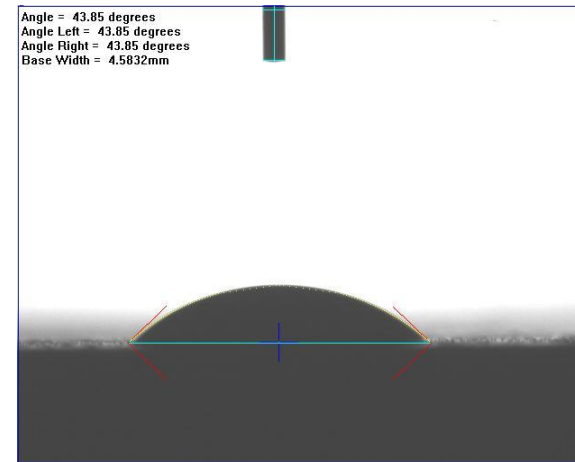 Angle = 43.85 degrees
Angle Left = 43.85 degrees
Angle Right = 43.85 degrees
Base Width = 4.5832mm